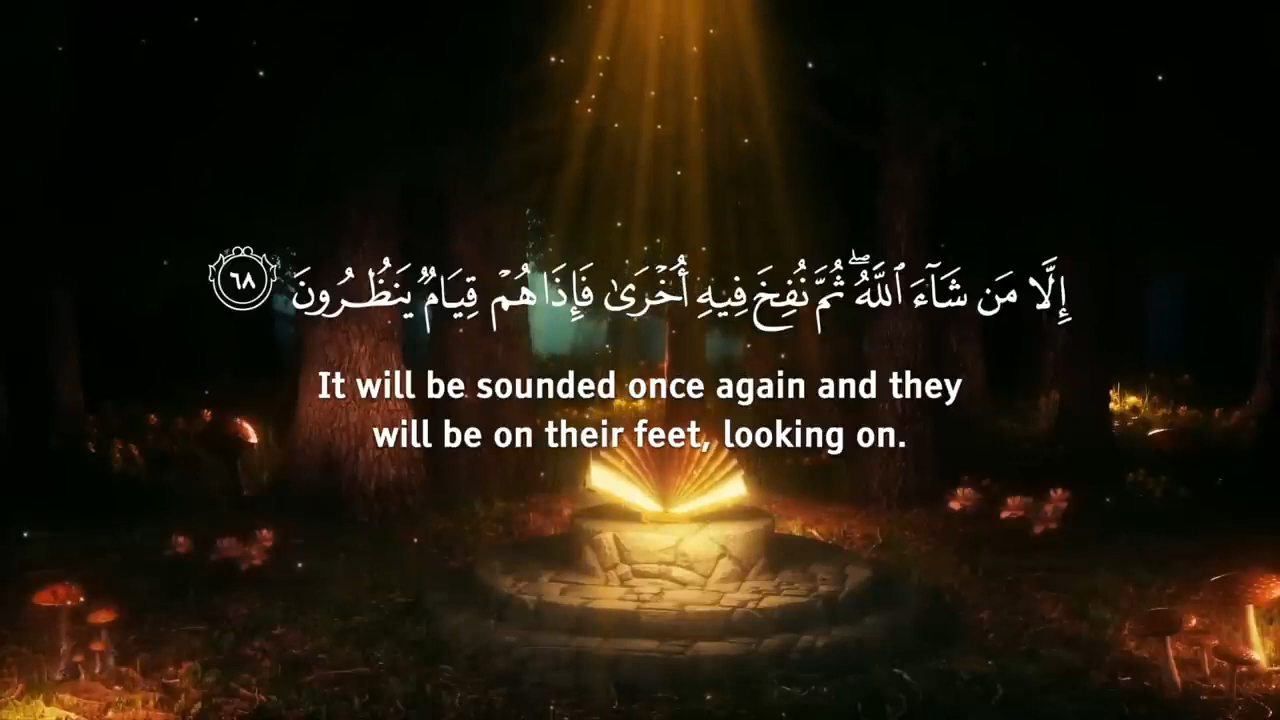 إِلَّا مَن شَآءَ ٱللَّهُ ۖ ثُمَّ نُفِخَ فِيهِ أُخْرَىٰ فَإِذَا هُمْ قِيَامٌ يَنظُرُونَ ٦٨
It will be sounded once again and they
will be on their feet, looking on.